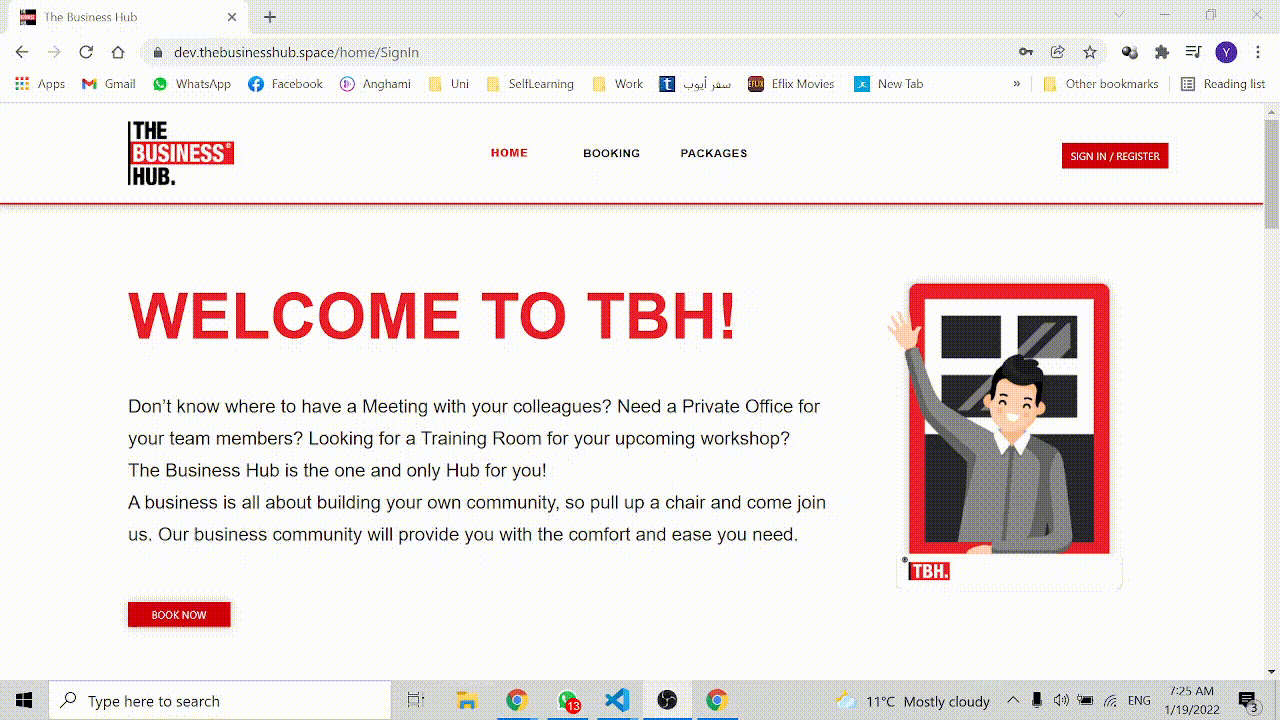 The Business Hub
dev.thebusinesshub.space/home/SignIn
Y
Apps
Gmail
WhatsApp
Facebook
Anghami
Uni
SelfLearning
Work
سفر أيوب
Eflix Movies
New Tab
»
Other bookmarks
Reading list
THE
BUSINESS®
HUB.
HOME
BOOKING
PACKAGES
SIGN IN / REGISTER
WELCOME TO TBH!
Don’t know where to have a Meeting with your colleagues? Need a Private Office for
your team members? Looking for a Training Room for your upcoming workshop?
The Business Hub is the one and only Hub for you!
A business is all about building your own community, so pull up a chair and come join
us. Our business community will provide you with the comfort and ease you need.
TBH.
BOOK NOW
Type here to search
13
11°C Mostly cloudy
ENG
7:25 AM
1/19/2022
3